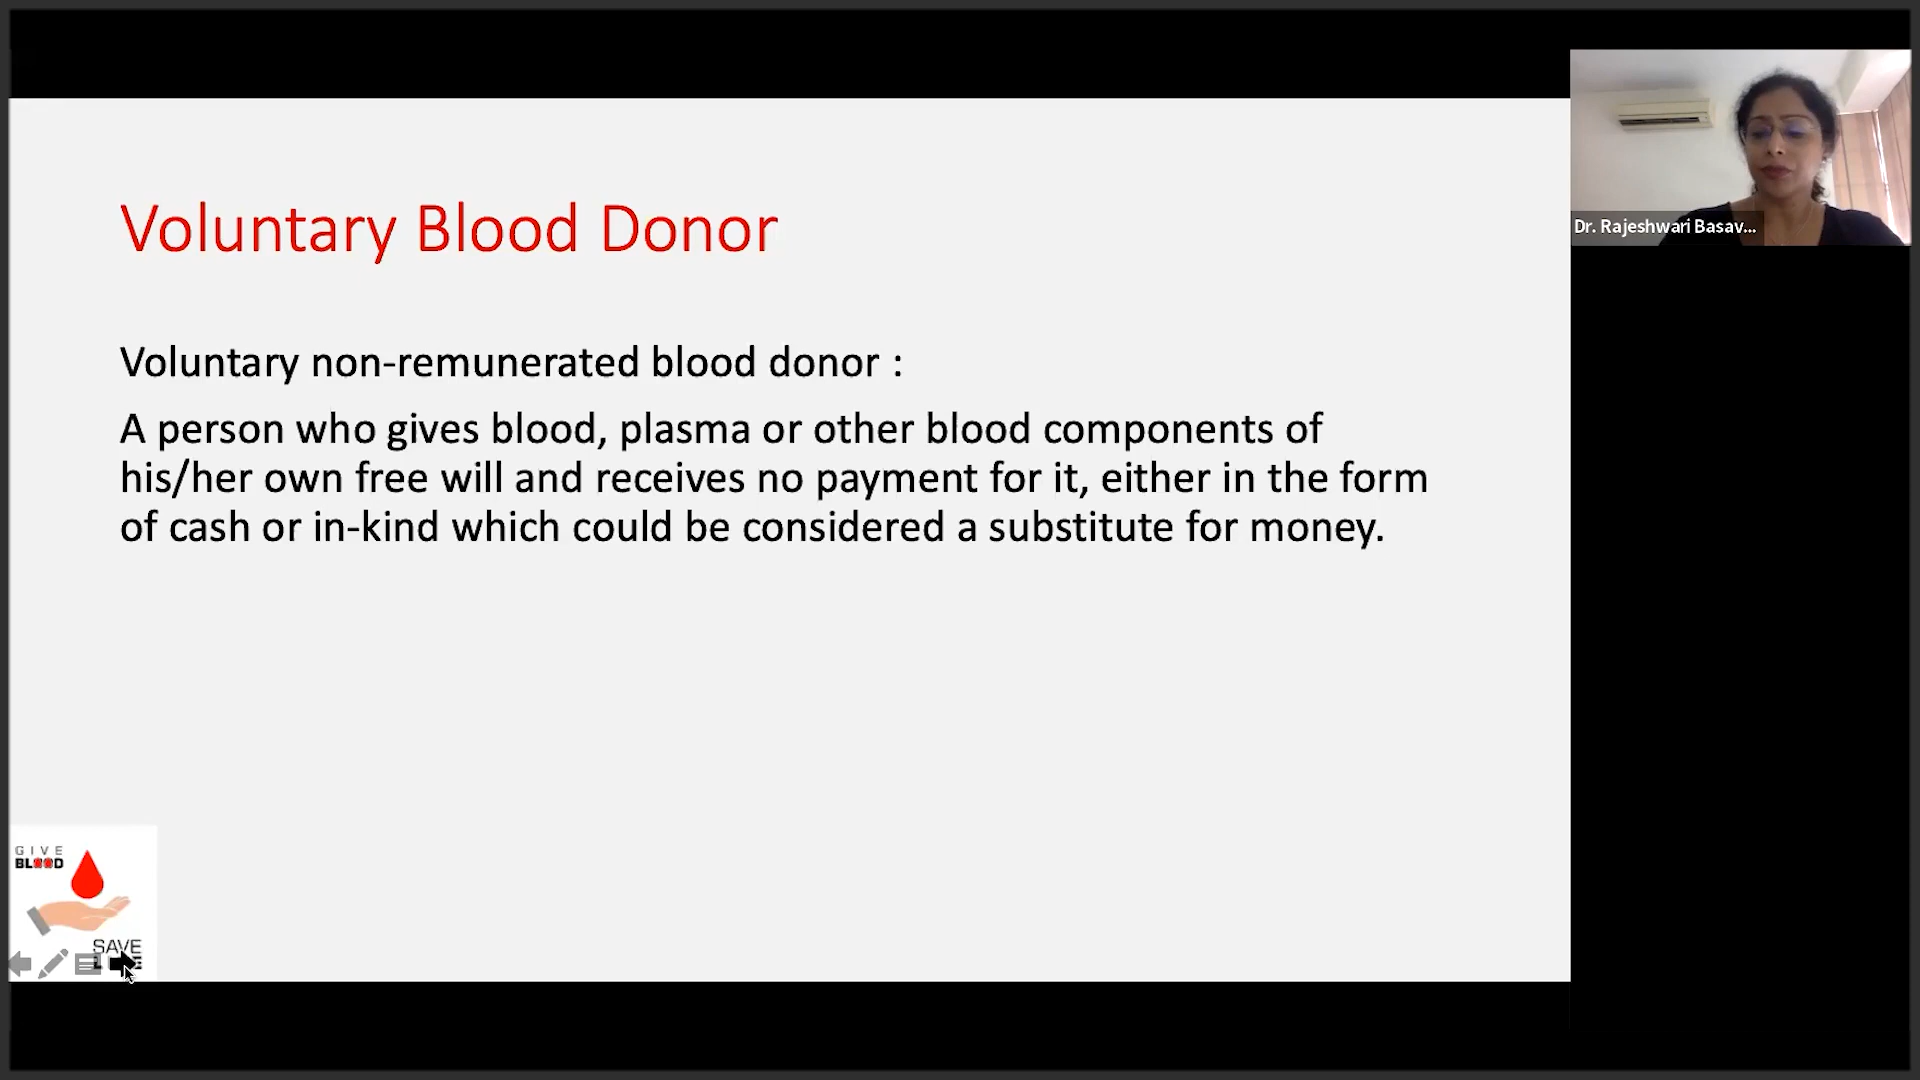 Voluntary Blood Donor
Voluntary non-remunerated blood donor :
A person who gives blood, plasma or other blood components of
his/her own free will and receives no payment for it, either in the form
of cash or in-kind which could be considered a substitute for money.
Dr. Rajeshwari Basav...
GIVE
BLOOD
SAVE